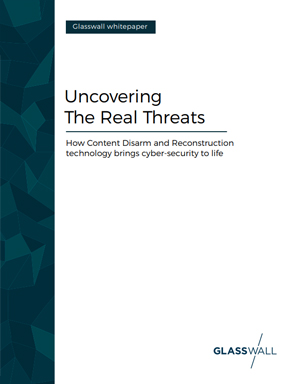 Glasswall whitepaper
Uncovering
The Real Threats
How Content Disarm and Reconstruction
technology brings cyber-security to life
GLASSWALL